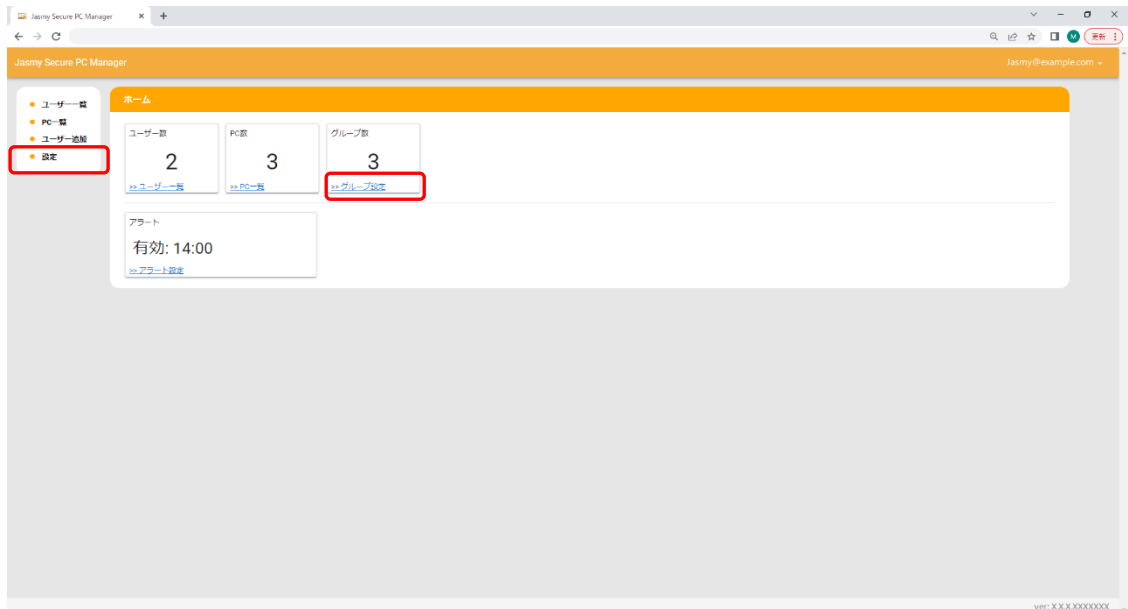 Jasmy Secure PC Manager
M
更新
Jasmy Secure PC Manager
Jasmy@example.com
ユーザー一覧
PC一覧
ユーザー追加
設定
ホーム
ユーザー数
2
>> ユーザー一覧
PC数
3
>> PC一覧
グループ数
3
>> グループ設定
アラート
有効: 14:00
>> アラート設定
ver: X.X.X.XXXXXXX